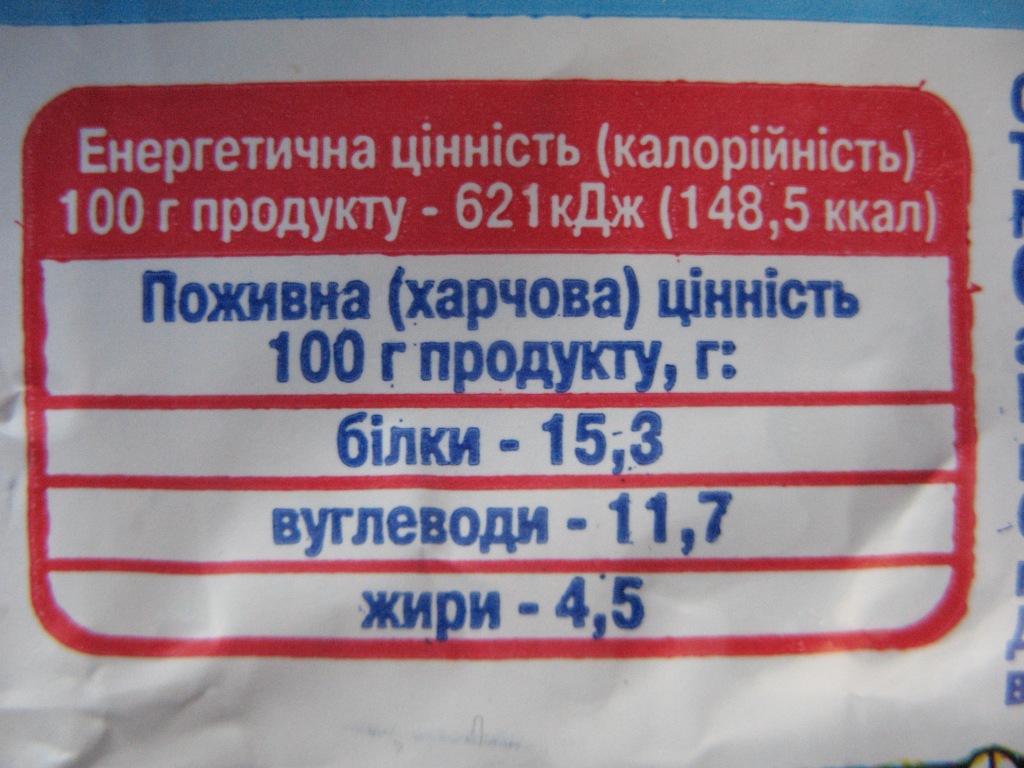 Енергетична цінність (калорійність)
100 г продукту - 621кДж (148,5 ккал)
Поживна (харчова) цінність
100 г продукту, г:
білки - 15,3
вуглеводи - 11,7
жири - 4,5